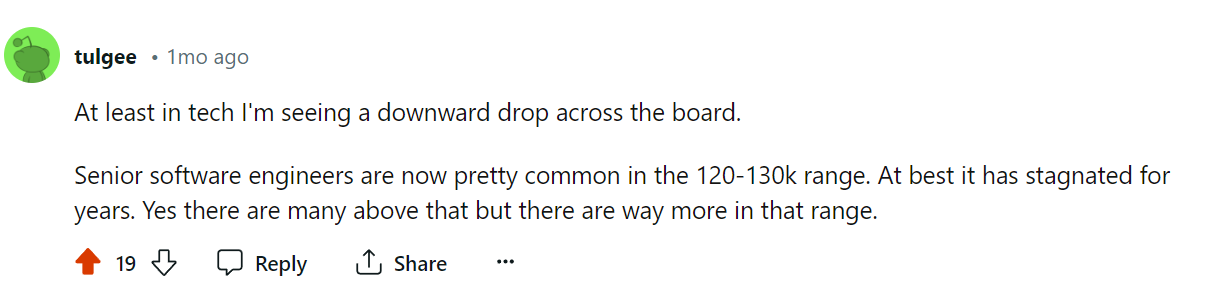 tulgee • 1mo ago
At least in tech I'm seeing a downward drop across the board.
Senior software engineers are now pretty common in the 120-130k range. At best it has stagnated for
years. Yes there are many above that but there are way more in that range.
19 Reply Share ···